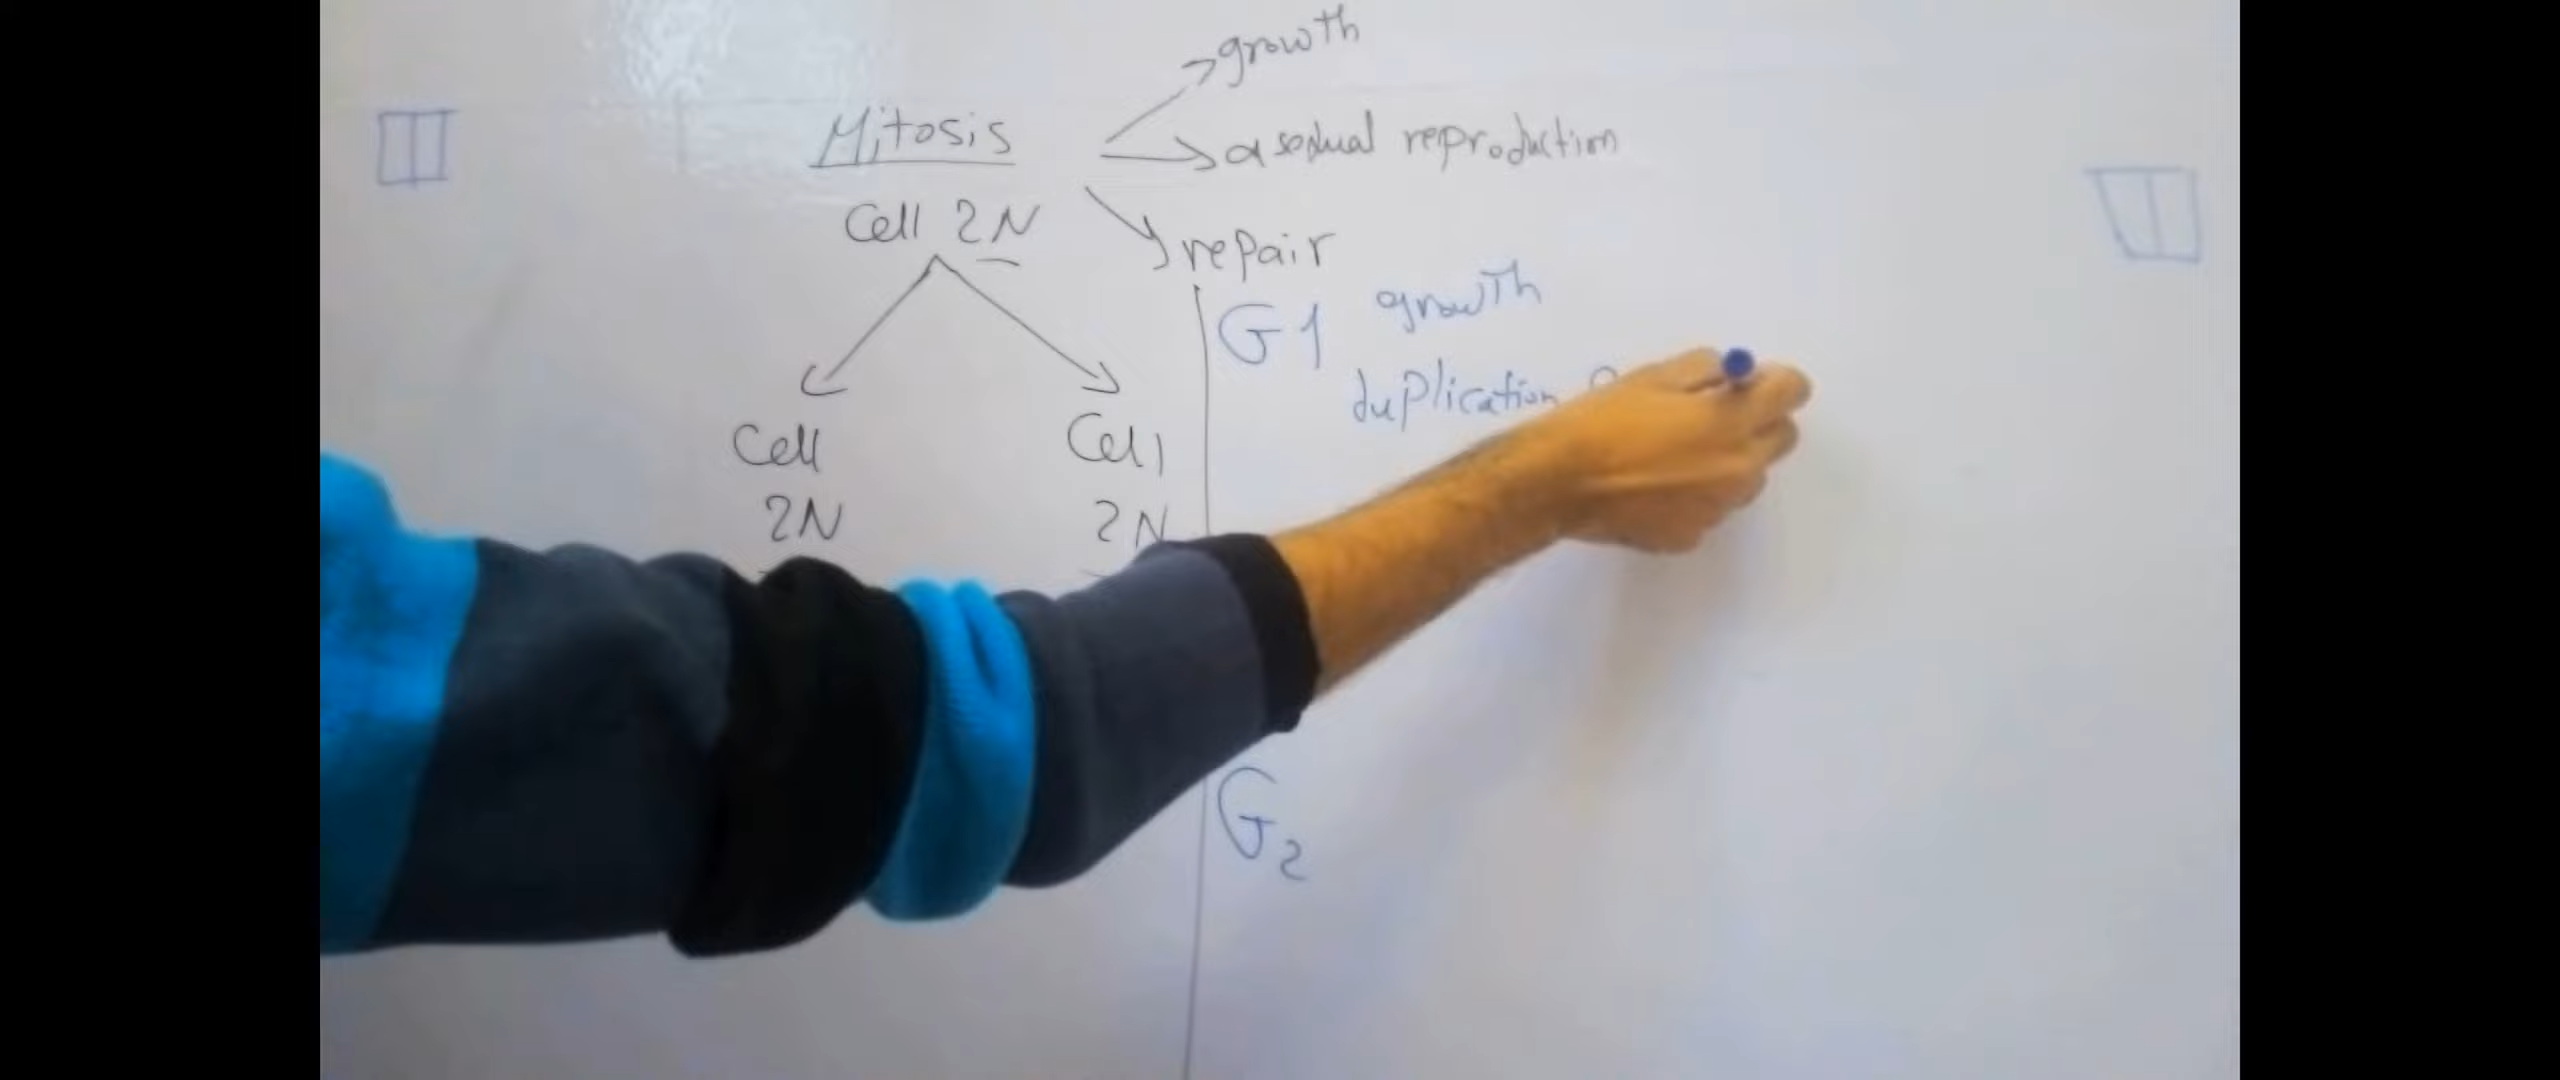 growth
Mitosis
asexual reproduction
Cell 2N
repair
G1 growth
duplication
Cell
Cell
2N
2N
G2